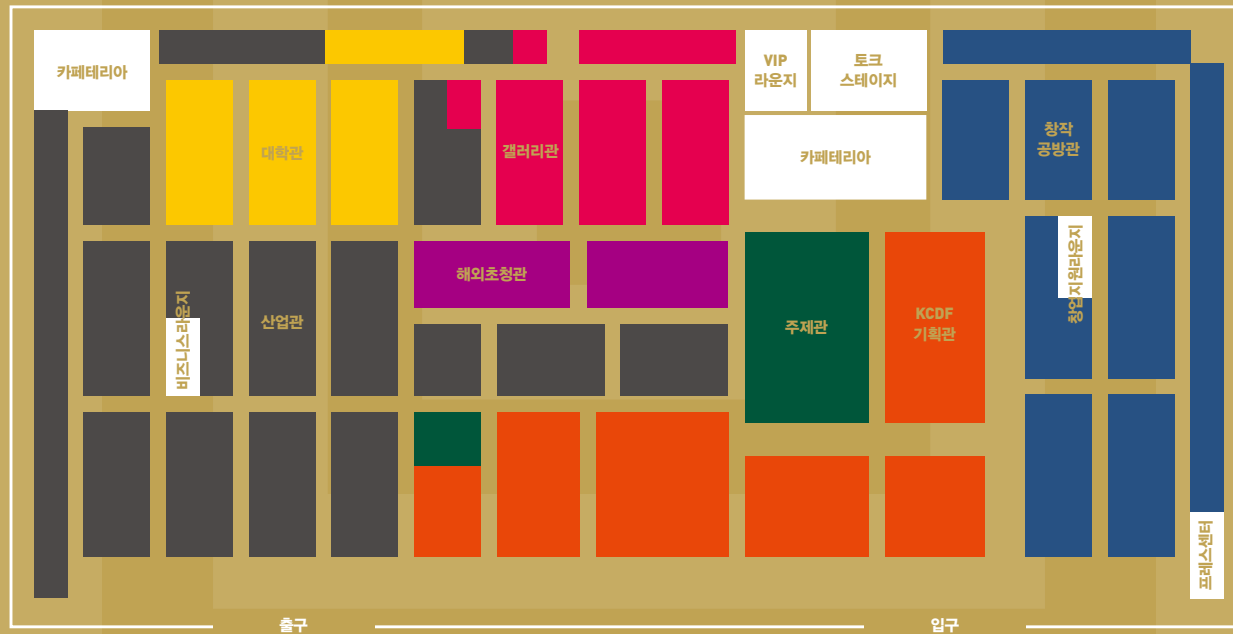 카페테리아
VIP
라운지
토크
스테이지
대학관
갤러리관
카페테리아
창작
공방관
해외초청관
창업지원라운지
비즈니스라운지
산업관
주제관
KCDF
기획관
프레스센터
출구
입구